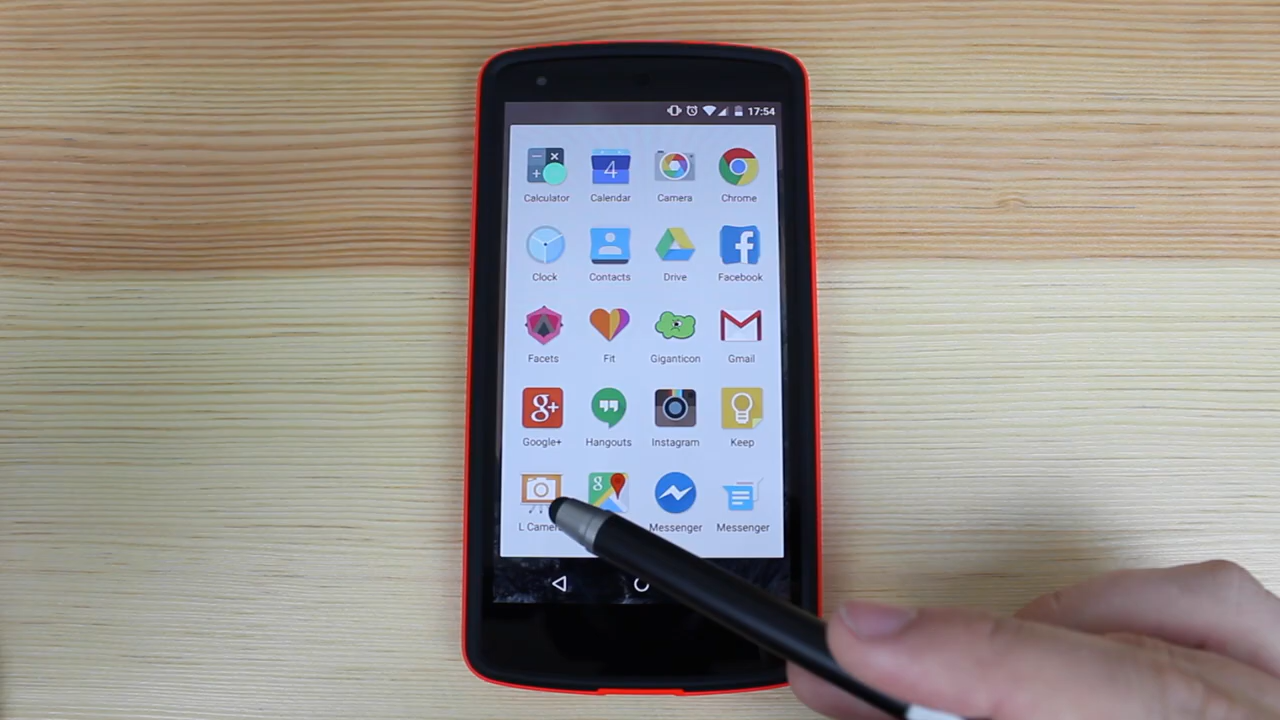 17:54
4
Calculator Calendar Camera Chrome
f
Clock Contacts Drive Facebook
Facets Fit Giganticon Gmail
g+
Google+ Hangouts Instagram Keep
g
L Camer Messenger Messenger